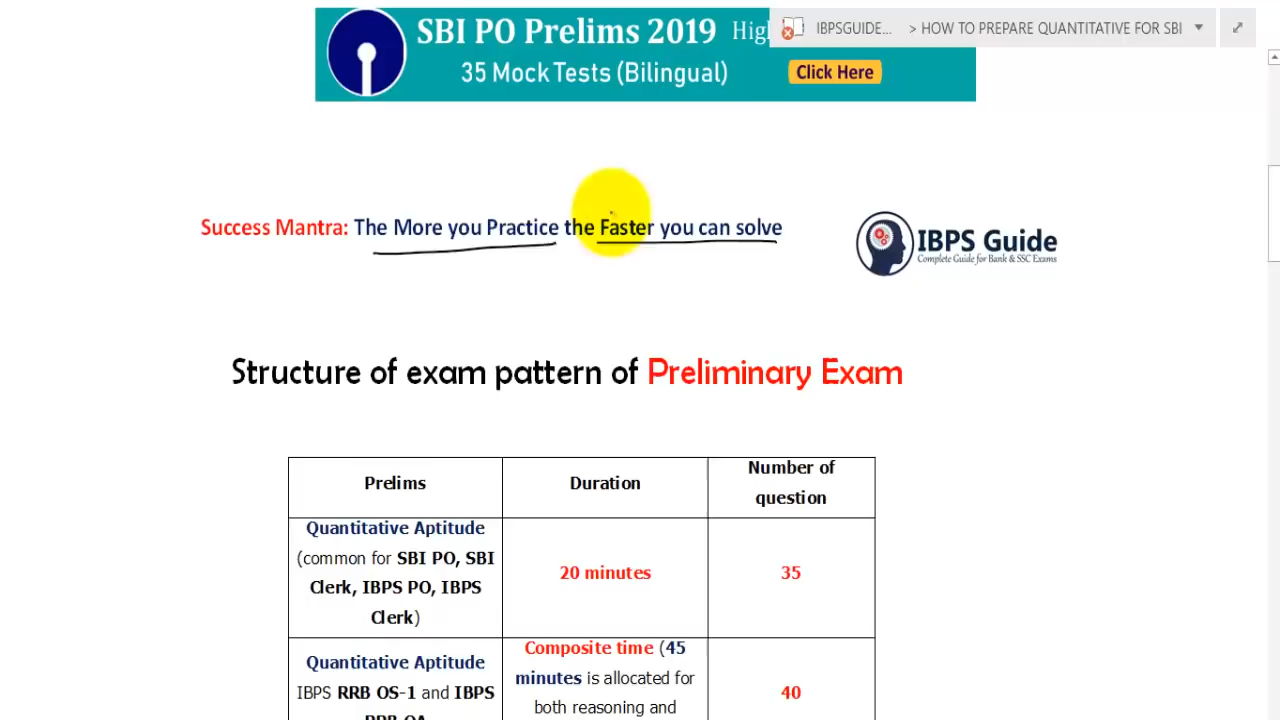 SBI PO Prelims 2019 Hig
IBPSGUIDE... > HOW TO PREPARE QUANTITATIVE FOR SBI
35 Mock Tests (Bilingual)
Click Here
Success Mantra: The More you Practice the Faster you can solve
IBPS Guide
Complete Guide for Bank & SSC Exams
Structure of exam pattern of Preliminary Exam
Prelims
Duration
Number of
question
Quantitative Aptitude
(common for SBI PO, SBI
Clerk, IBPS PO, IBPS
Clerk)
20 minutes
35
Quantitative Aptitude
IBPS RRB OS-1 and IBPS
RRB OA
Composite time (45
minutes is allocated for
both reasoning and
40